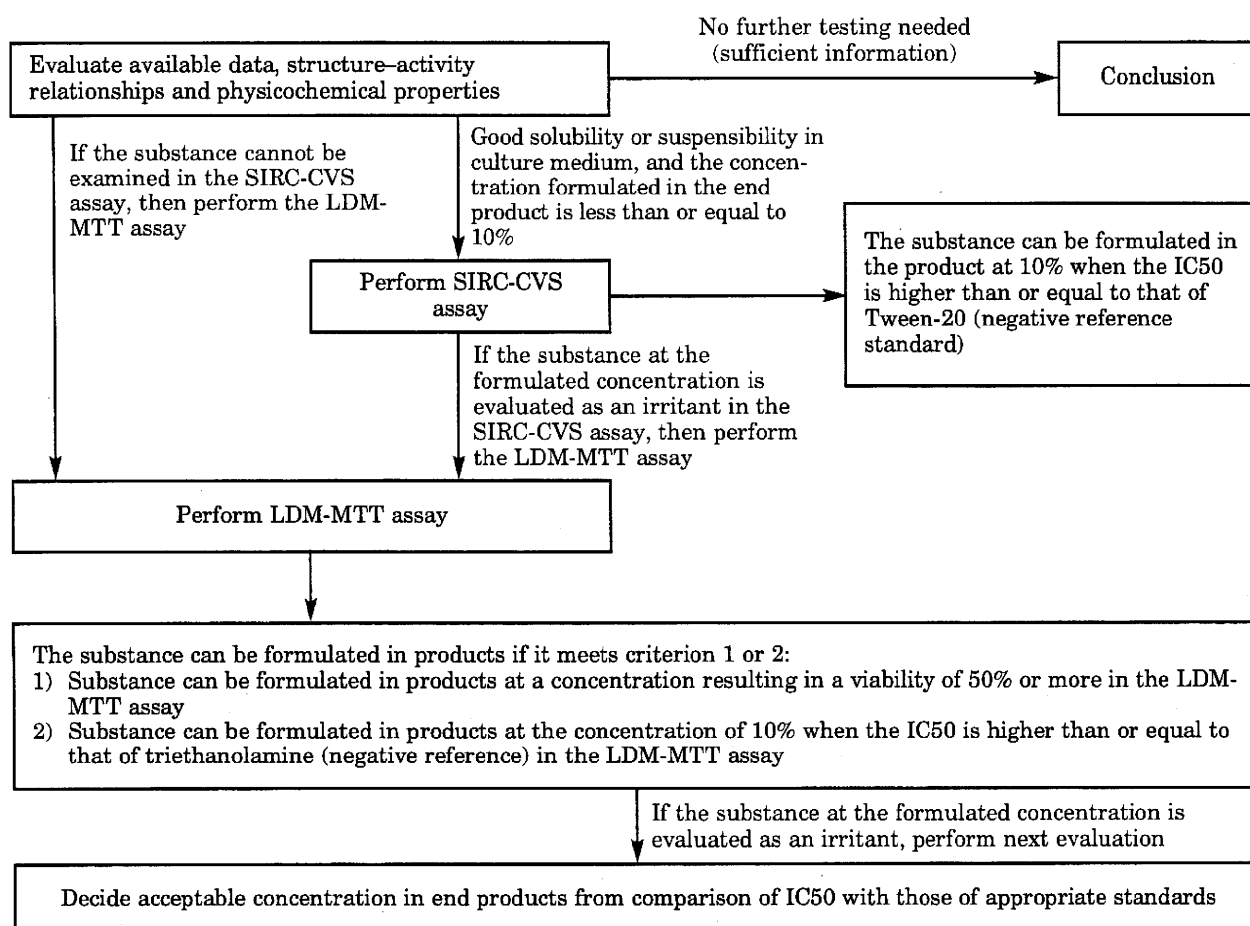 No further testing needed
(sufficient information)
Evaluate available data, structure–activity
relationships and physicochemical properties
Conclusion
If the substance cannot be
examined in the SIRC-CVS
assay, then perform the LDM-
MTT assay
Good solubility or suspensibility in
culture medium, and the concen-
tration formulated in the end
product is less than or equal to
10%
The substance can be formulated in
the product at 10% when the IC50
is higher than or equal to that of
Tween-20 (negative reference
standard)
Perform SIRC-CVS
assay
If the substance at the
formulated concentration is
evaluated as an irritant in the
SIRC-CVS assay, then perform
the LDM-MTT assay
Perform LDM-MTT assay
The substance can be formulated in products if it meets criterion 1 or 2:
1) Substance can be formulated in products at a concentration resulting in a viability of 50% or more in the LDM-
MTT assay
2) Substance can be formulated in products at the concentration of 10% when the IC50 is higher than or equal to
that of triethanolamine (negative reference) in the LDM-MTT assay
If the substance at the formulated concentration is
evaluated as an irritant, perform next evaluation
Decide acceptable concentration in end products from comparison of IC50 with those of appropriate standards